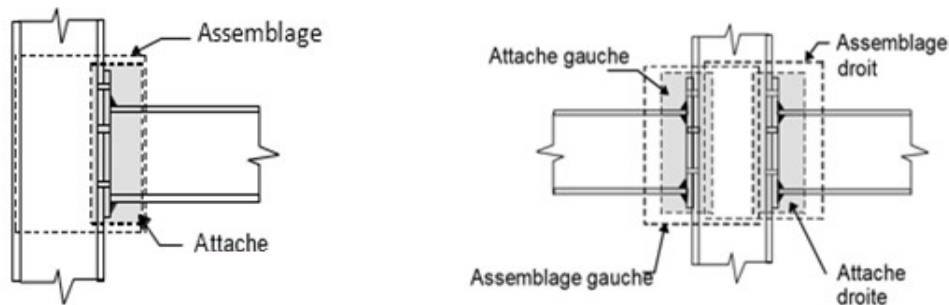 Assemblage
Attache
Attache gauche
Assemblage
droit
Assemblage gauche
Attache
droite